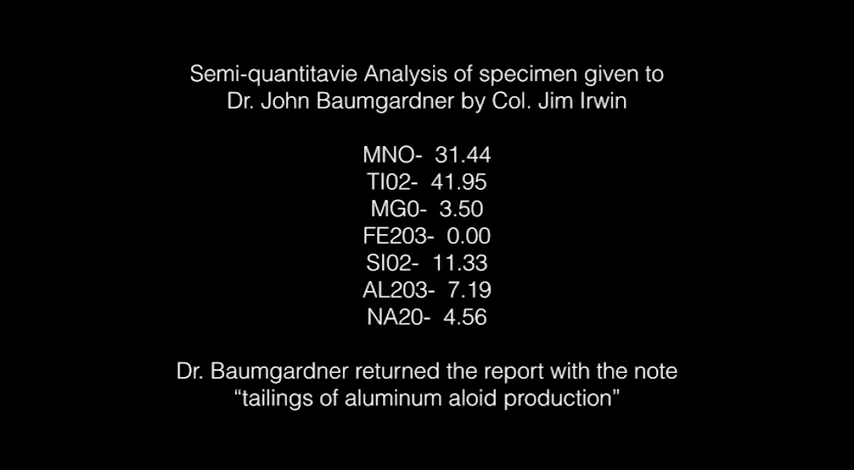 Semi-quantitavie Analysis of specimen given to
Dr. John Baumgardner by Col. Jim Irwin
MNO- 31.44
TI02- 41.95
MG0- 3.50
FE203- 0.00
SI02- 11.33
AL203- 7.19
NA20- 4.56
Dr. Baumgardner returned the report with the note
“tailings of aluminum aloid production”